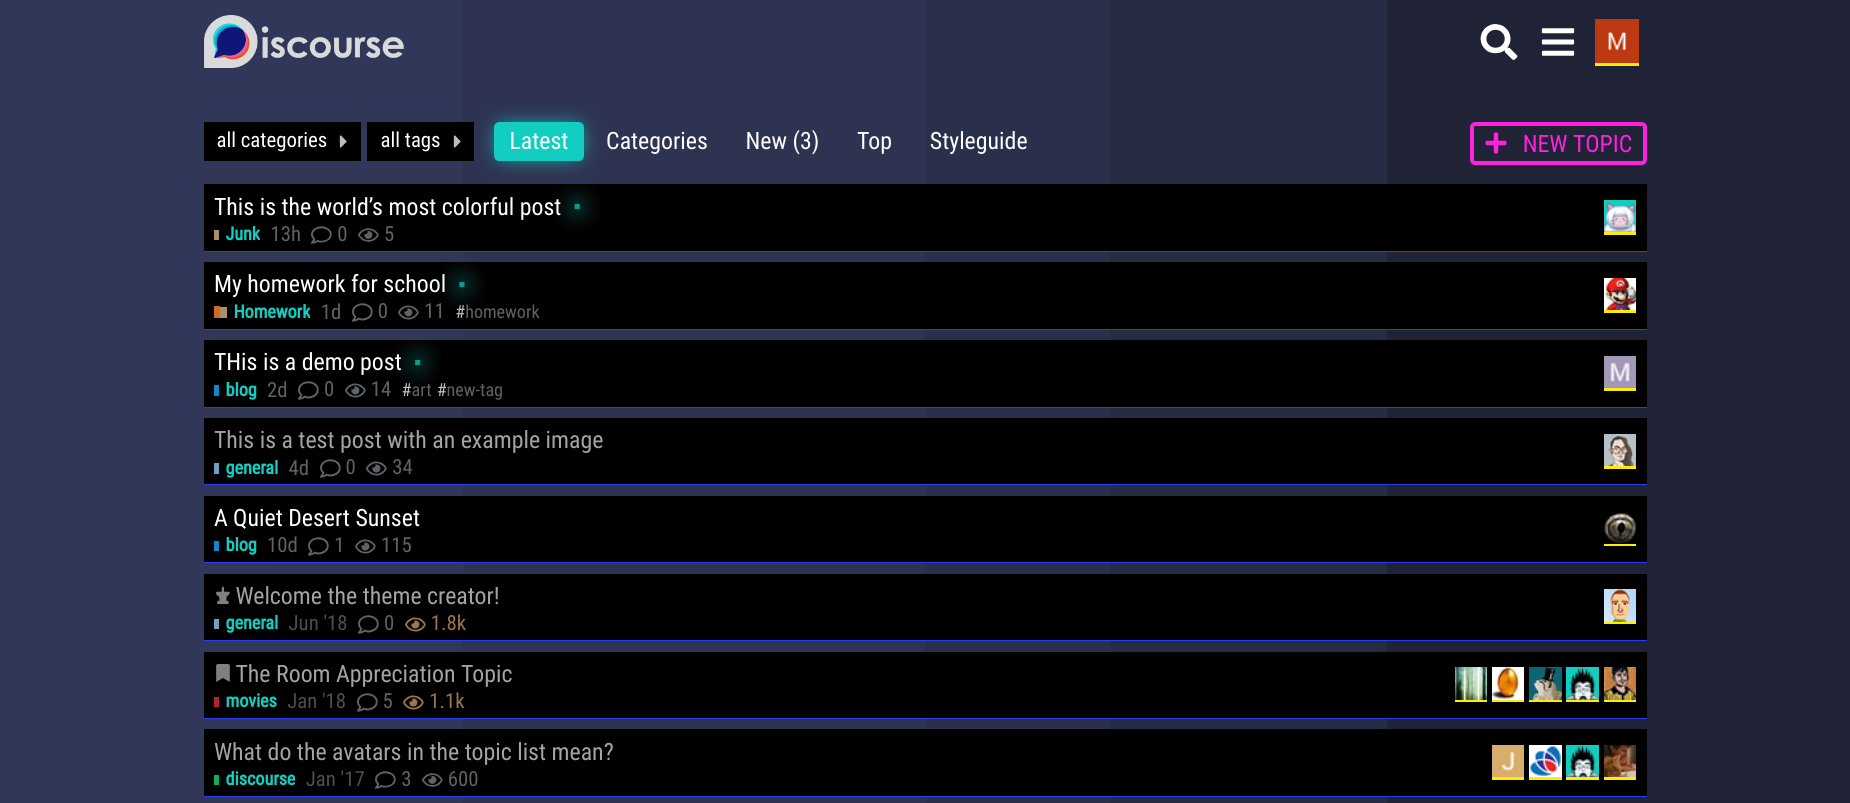 Discourse
M
all categories
all tags
Latest
Categories
New (3)
Top
Styleguide
NEW TOPIC
This is the world’s most colorful post
Junk 13h 0 5
My homework for school
Homework 1d 0 11 #homework
THis is a demo post
blog 2d 0 14 #art #new-tag
M
This is a test post with an example image
general 4d 0 34
A Quiet Desert Sunset
blog 10d 1 115
Welcome the theme creator!
general Jun '18 0 1.8k
The Room Appreciation Topic
movies Jan '18 5 1.1k
What do the avatars in the topic list mean?
discourse Jan '17 3 600
J